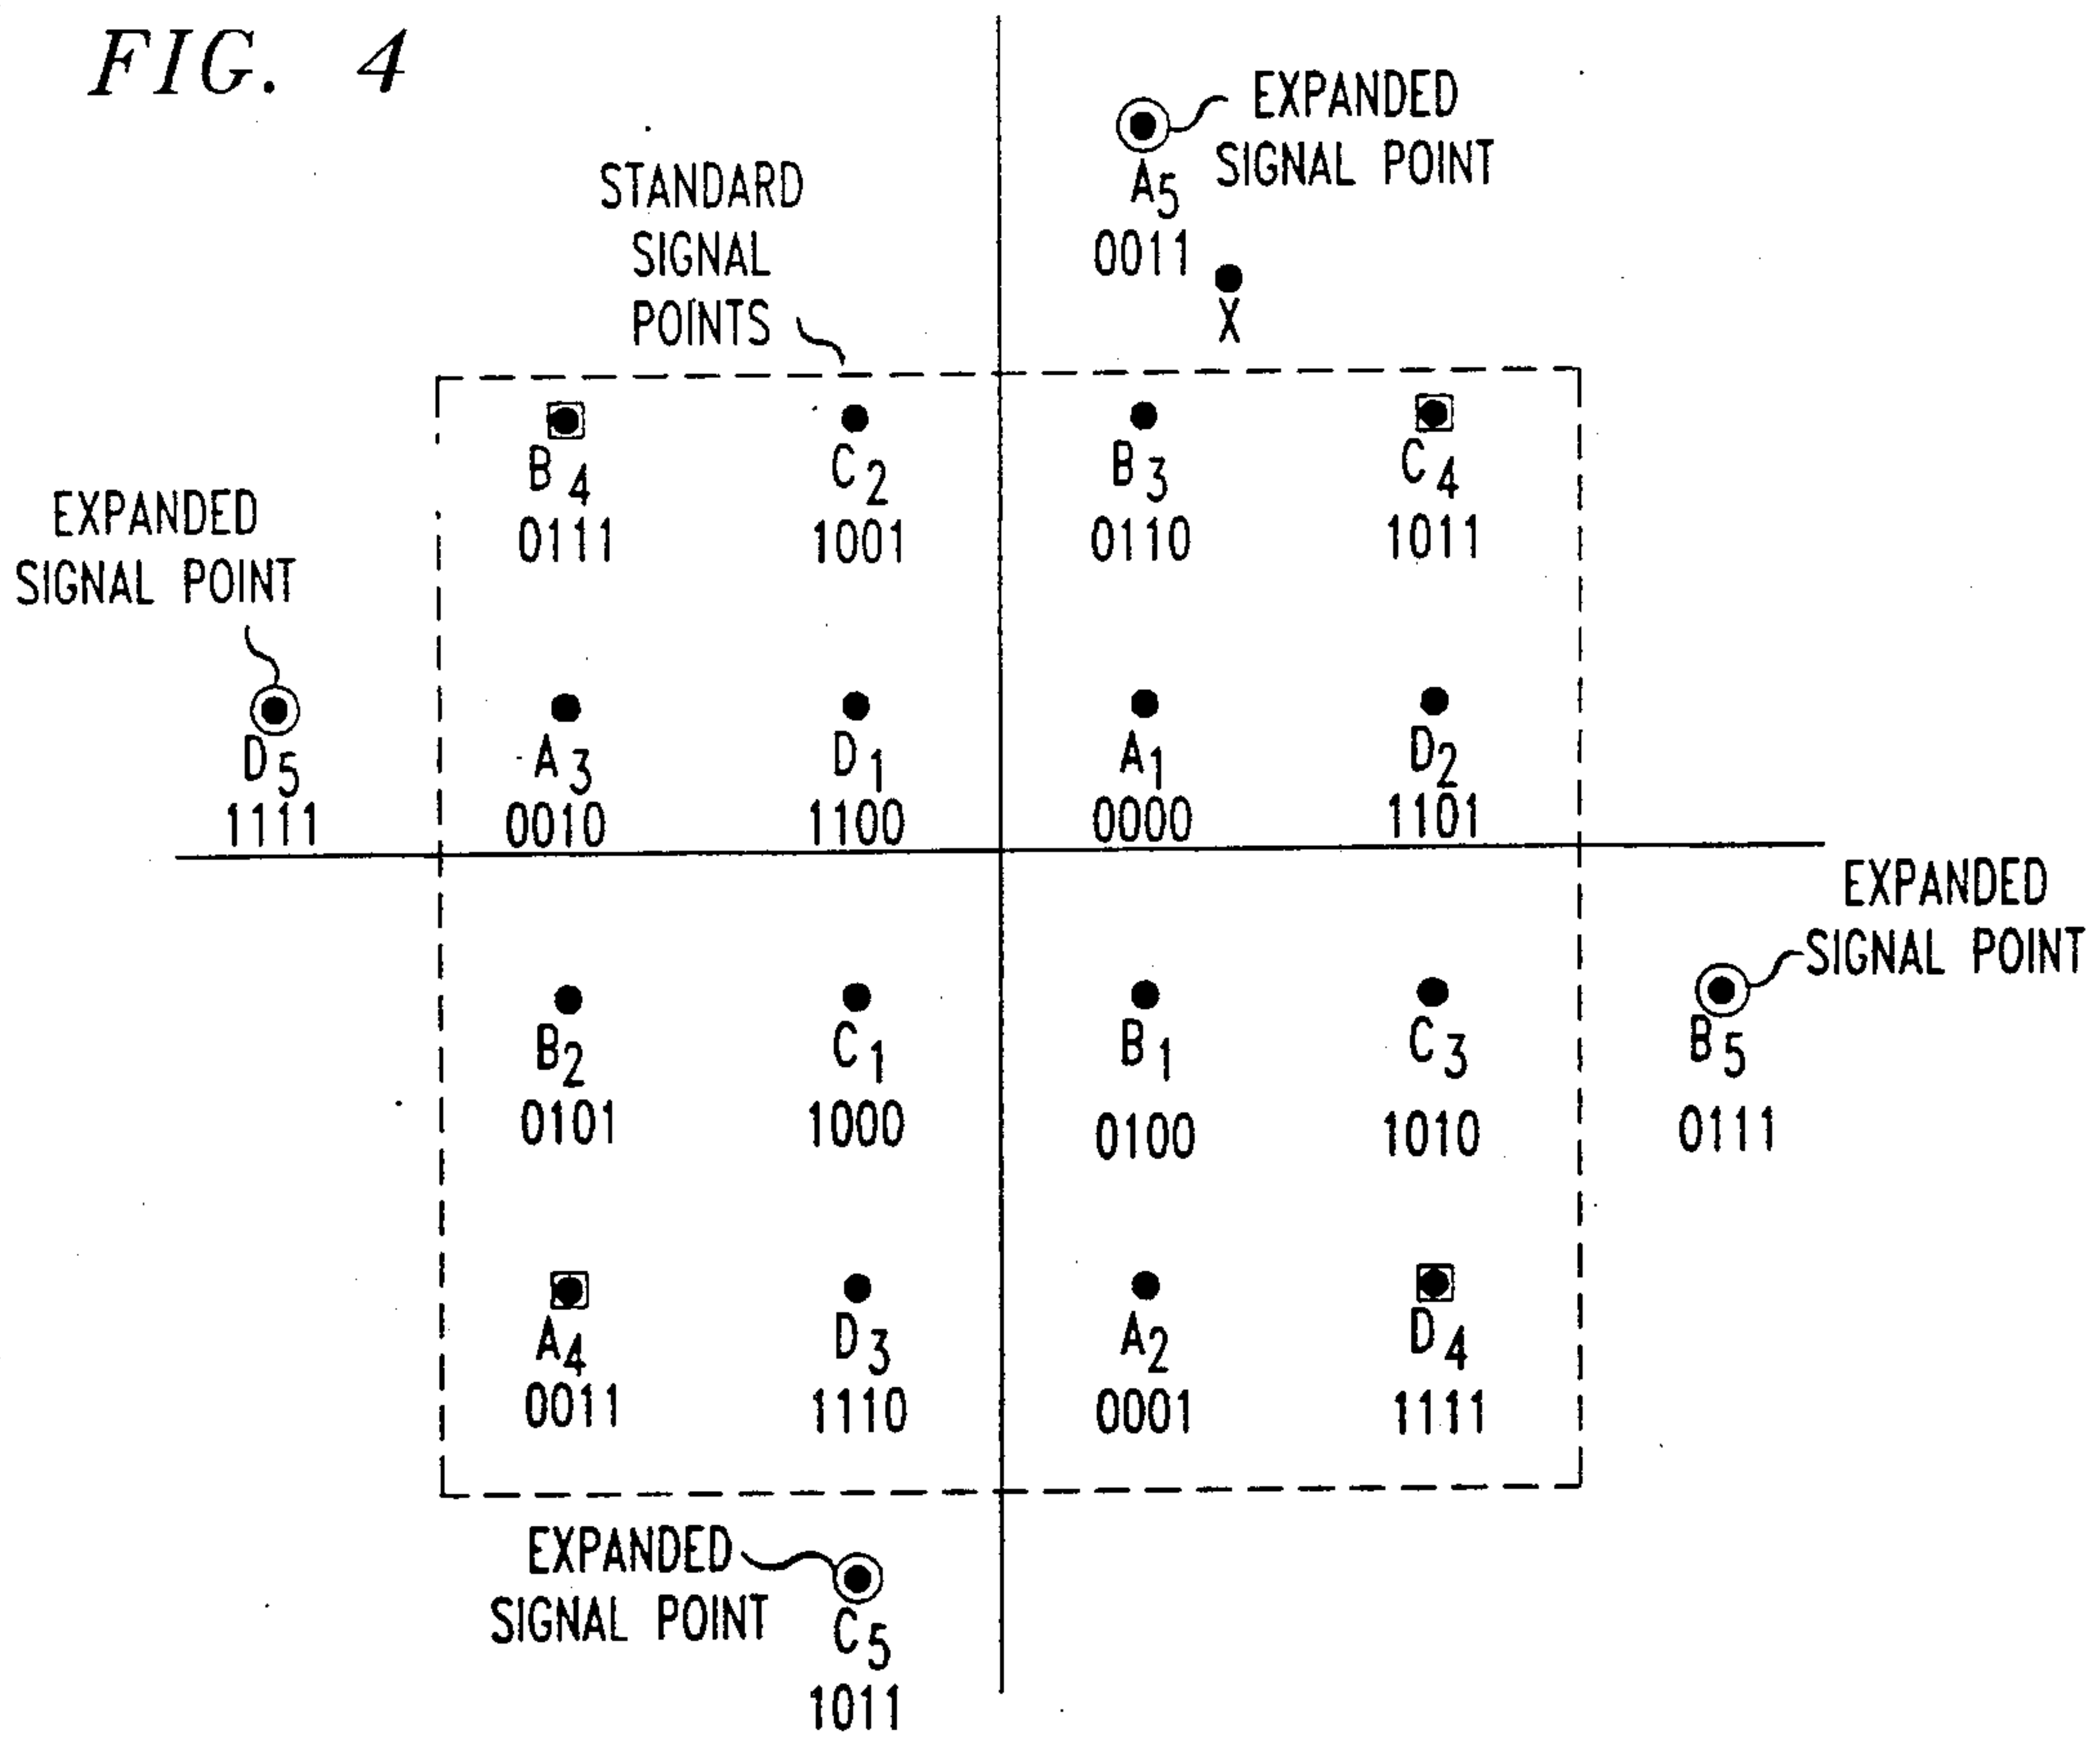 FIG. 4
EXPANDED
SIGNAL POINT
A5
0011
X
STANDARD
SIGNAL
POINTS
B4
0111
C2
1001
B3
0110
C4
1011
EXPANDED
SIGNAL POINT
D5
1111
A3
0010
D1
1100
A1
0000
D2
1101
EXPANDED
SIGNAL POINT
B2
0101
C1
1000
B1
0100
C3
1010
B5
0111
A4
0011
D3
1110
A2
0001
D4
1111
EXPANDED
SIGNAL POINT
C5
1011